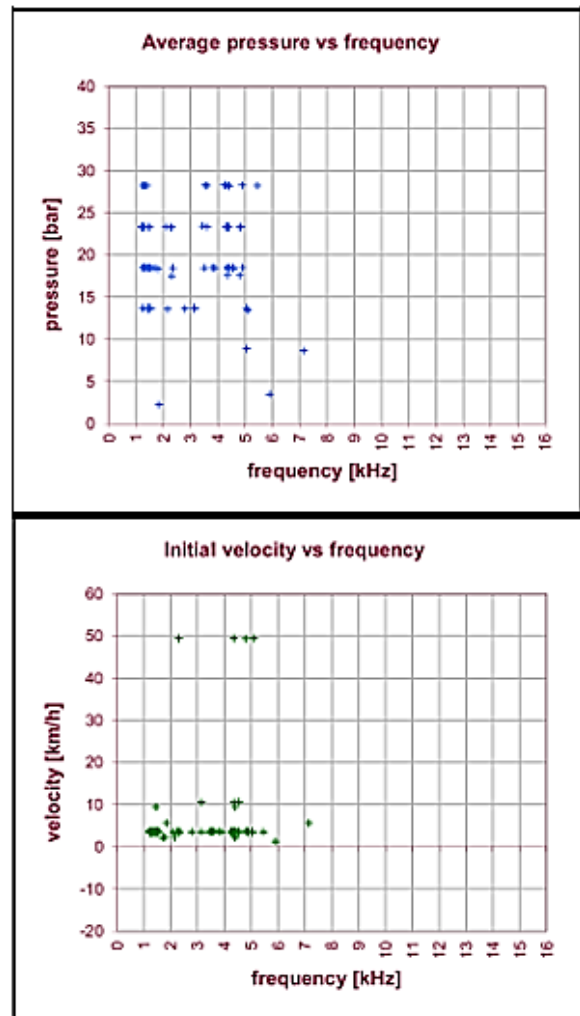 Average pressure vs frequency
40
35
30
25
20
15
10
5
0
pressure [bar]
0 1 2 3 4 5 6 7 8 9 10 11 12 13 14 15 16
frequency [kHz]
Initial velocity vs frequency
60
50
40
30
20
10
0
-10
-20
velocity [km/h]
0 1 2 3 4 5 6 7 8 9 10 11 12 13 14 15 16
frequency [kHz]